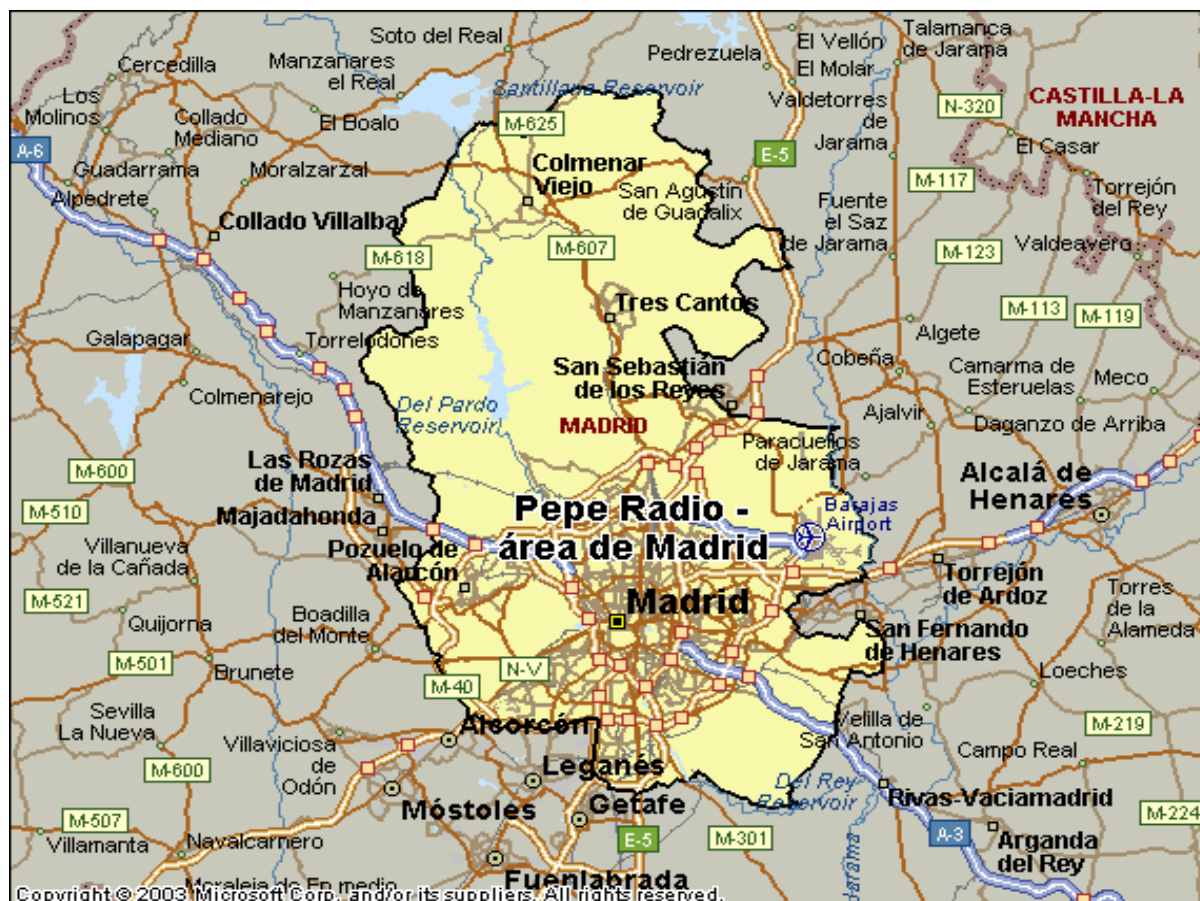 Soto del Real
Pedrezuela
El Vellón
El Molar
Talamanca
de Jarama
Cercedilla
Manzanares
el Real
Santillana Reservoir
Los
Molinos
Collado
Mediano
El Boalo
M-625
Valdetorres
de
Jarama
N-320
CASTILLA-LA
MANCHA
A-6
Guadarrama
Moralzarzal
Colmenar
Viejo
E-5
El Casar
Alpedrete
San Agustín
de Guadalix
M-117
Torrejón
del Rey
Collado Villalba
Fuente
el Saz
de Jarama
M-607
M-618
M-123
Valdeavero
Hoyo de
Manzanares
Tres Cantos
M-113
M-119
Galapagar
Torrelodones
Algete
San Sebastián
de los Reyes
Cobeña
Camarma de
Esteruelas
Meco
Colmenarejo
Del Pardo
Reservoir
MADRID
Ajalvir
Daganzo de Arriba
Paracuellos
de Jarama
M-600
Las Rozas
de Madrid
Alcalá de
Henares
M-510
Majadahonda
Pepe Radio -
área de Madrid
Barajas
Airport
Villanueva
de la Cañada
Pozuelo de
Alarcón
Torrejón
de Ardoz
Torres
de la
Alameda
M-521
Quijorna
Boadilla
del Monte
Madrid
San Fernando
de Henares
M-501
Brunete
N-V
Loeches
M-40
Sevilla
La Nueva
Villaviciosa
de
Odón
Alcorcón
Velilla de
San Antonio
M-219
Campo Real
M-600
Leganés
Del Rey
Reservoir
Rivas-Vaciamadrid
Móstoles
Getafe
M-507
Villamanta
Navalcarnero
E-5
M-301
A-3
Arganda
del Rey
M-224
Fuenlabrada
Jarama
Moraleja de Enmedio
Copyright © 2003 Microsoft Corp. and/or its suppliers. All rights reserved.